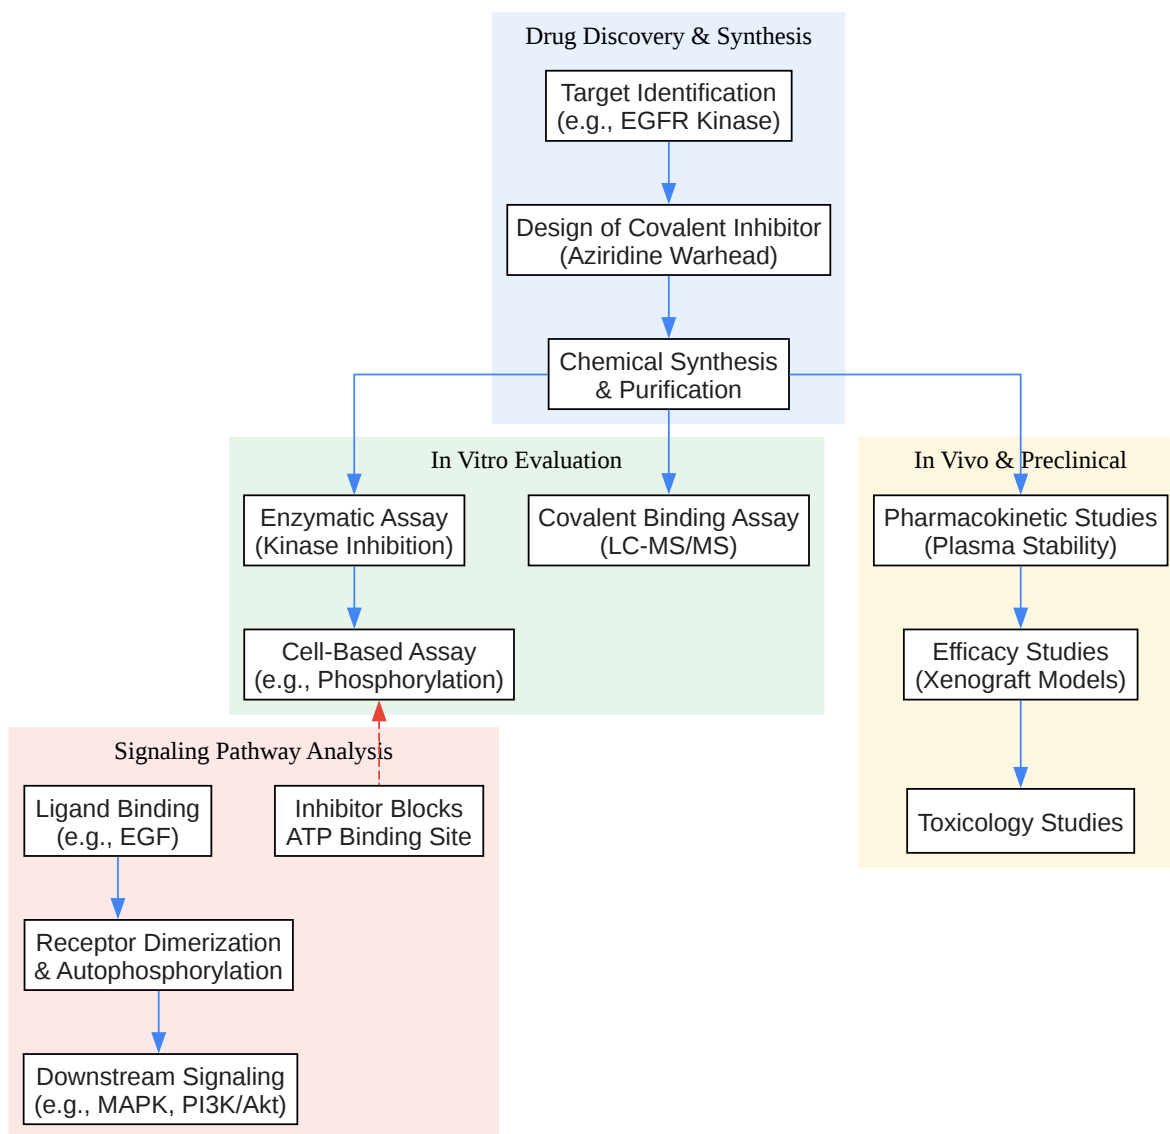 Drug Discovery & Synthesis
Target Identification
(e.g., EGFR Kinase)
Design of Covalent Inhibitor
(Aziridine Warhead)
Chemical Synthesis
& Purification
In Vitro Evaluation
Enzymatic Assay
(Kinase Inhibition)
Covalent Binding Assay
(LC-MS/MS)
Cell-Based Assay
(e.g., Phosphorylation)
In Vivo & Preclinical
Pharmacokinetic Studies
(Plasma Stability)
Efficacy Studies
(Xenograft Models)
Toxicology Studies
Signaling Pathway Analysis
Ligand Binding
(e.g., EGF)
Inhibitor Blocks
ATP Binding Site
Receptor Dimerization
& Autophosphorylation
Downstream Signaling
(e.g., MAPK, PI3K/Akt)